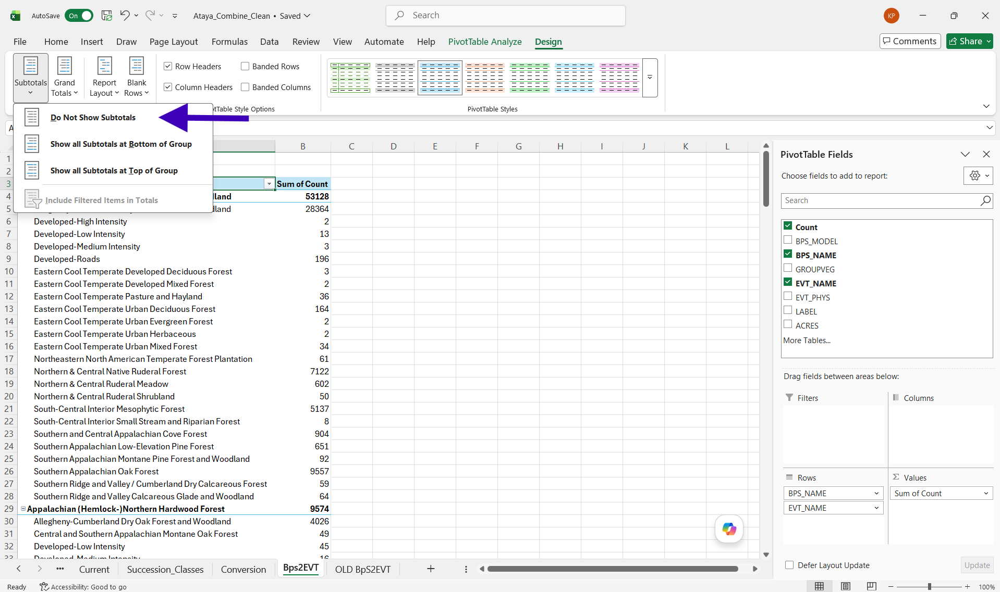 AutoSave On Ataya_Combine_Clean • Saved Search KP
File Home Insert Draw Page Layout Formulas Data Review View Automate Help PivotTable Analyze Design Comments Share
Subtotals
Grand Totals
Report Layout
Blank Rows
Row Headers Banded Rows
Column Headers Banded Columns
tTable Style Options PivotTable Styles
Do Not Show Subtotals
Show all Subtotals at Bottom of Group
Show all Subtotals at Top of Group
Include Filtered Items in Totals
A
B C D E F G H I J K L
1
2
3 Sum of Count
4 lland 53128
5 dland 28364
6 Developed-High Intensity 2
7 Developed-Low Intensity 13
8 Developed-Medium Intensity 3
9 Developed-Roads 196
10 Eastern Cool Temperate Developed Deciduous Forest 3
11 Eastern Cool Temperate Developed Mixed Forest 2
12 Eastern Cool Temperate Pasture and Hayland 36
13 Eastern Cool Temperate Urban Deciduous Forest 164
14 Eastern Cool Temperate Urban Evergreen Forest 2
15 Eastern Cool Temperate Urban Herbaceous 2
16 Eastern Cool Temperate Urban Mixed Forest 34
17 Northeastern North American Temperate Forest Plantation 61
18 Northern & Central Native Ruderal Forest 7122
19 Northern & Central Ruderal Meadow 602
20 Northern & Central Ruderal Shrubland 50
21 South-Central Interior Mesophytic Forest 5137
22 South-Central Interior Small Stream and Riparian Forest 8
23 Southern and Central Appalachian Cove Forest 904
24 Southern Appalachian Low-Elevation Pine Forest 651
25 Southern Appalachian Montane Pine Forest and Woodland 92
26 Southern Appalachian Oak Forest 9557
27 Southern Ridge and Valley / Cumberland Dry Calcareous Forest 59
28 Southern Ridge and Valley Calcareous Glade and Woodland 64
29 Appalachian (Hemlock-)Northern Hardwood Forest 9574
30 Allegheny-Cumberland Dry Oak Forest and Woodland 4026
31 Central and Southern Appalachian Montane Oak Forest 49
32 Developed-Low Intensity 45
33 Developed-Medium Intensity 16
PivotTable Fields
Choose fields to add to report:
Search
Count
BPS_MODEL
BPS_NAME
GROUPVEG
EVT_NAME
EVT_PHYS
LABEL
ACRES
More Tables...
Drag fields between areas below:
Filters Columns
Rows Σ Values
BPS_NAME Sum of Count
EVT_NAME
Defer Layout Update Update
Current Succession_Classes Conversion Bps2EVT OLD BpS2EVT +
Ready Accessibility: Good to go 100%